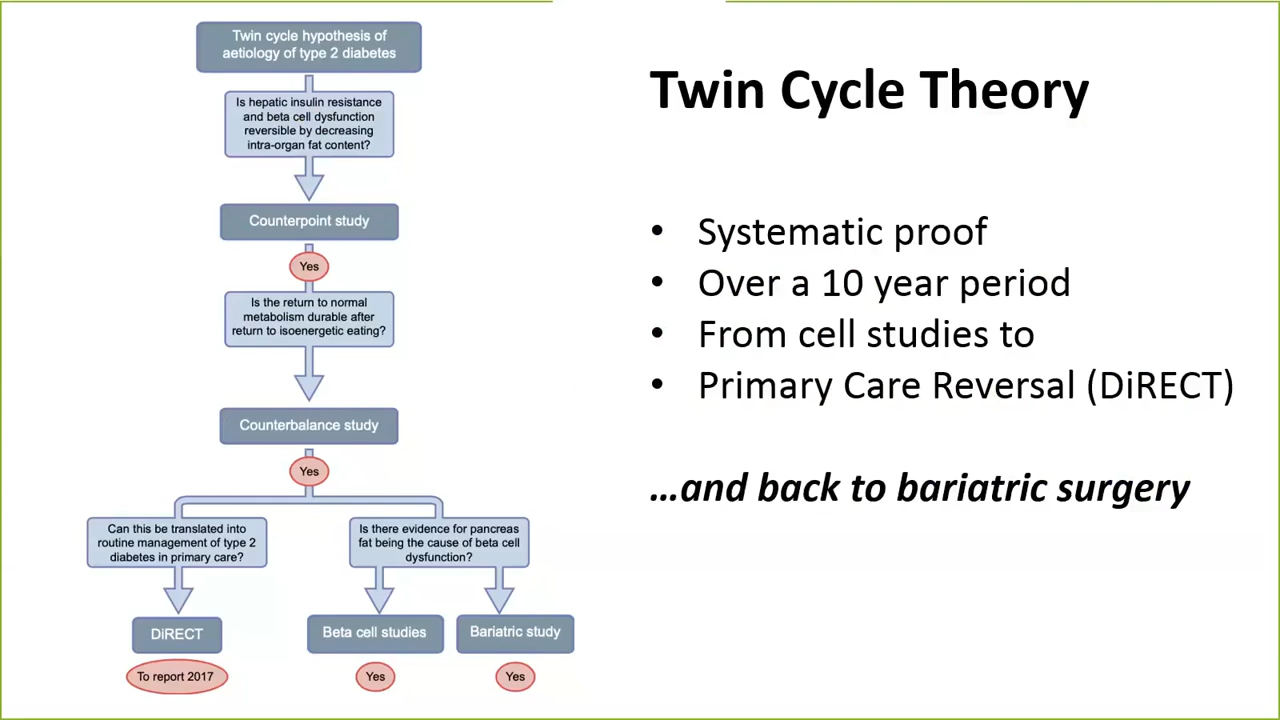 Twin cycle hypothesis of
aetiology of type 2 diabetes
Is hepatic insulin resistance
and beta cell dysfunction
reversible by decreasing
intra-organ fat content?
Counterpoint study
Yes
Is the return to normal
metabolism durable after
return to isoenergetic eating?
Counterbalance study
Yes
Can this be translated into
routine management of type 2
diabetes in primary care?
Is there evidence for pancreas
fat being the cause of beta cell
dysfunction?
DiRECT
Beta cell studies
Bariatric study
To report 2017
Yes
Yes
Twin Cycle Theory
• Systematic proof
• Over a 10 year period
• From cell studies to
• Primary Care Reversal (DiRECT)
...and back to bariatric surgery